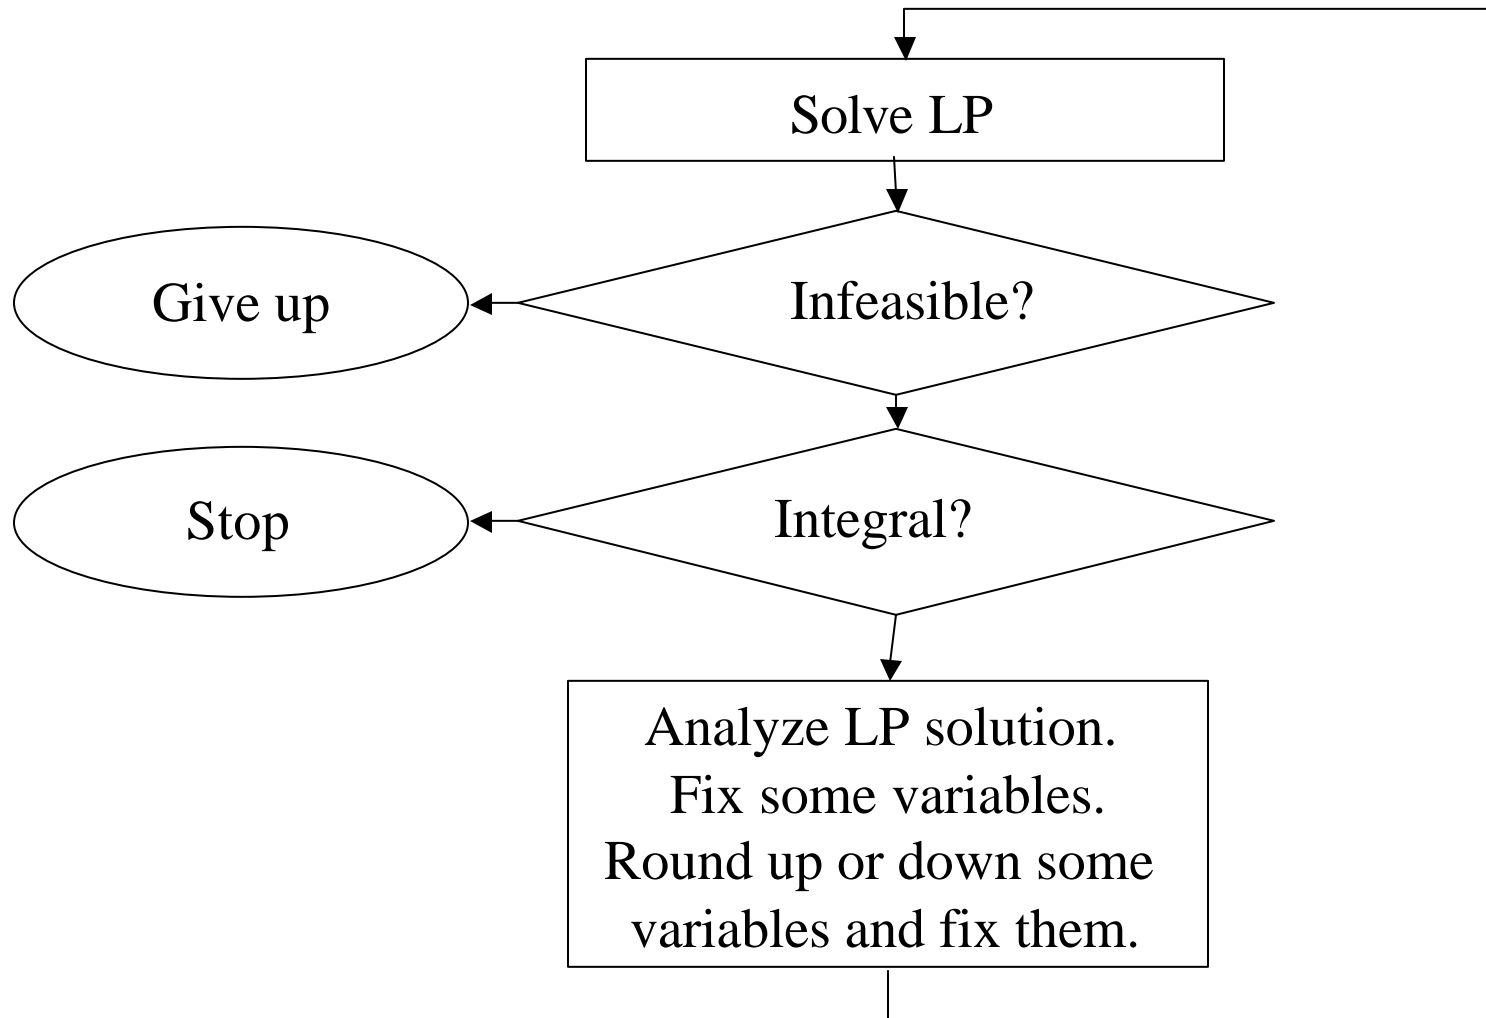 Solve LP
Give up
Infeasible?
Stop
Integral?
Analyze LP solution.
Fix some variables.
Round up or down some
variables and fix them.